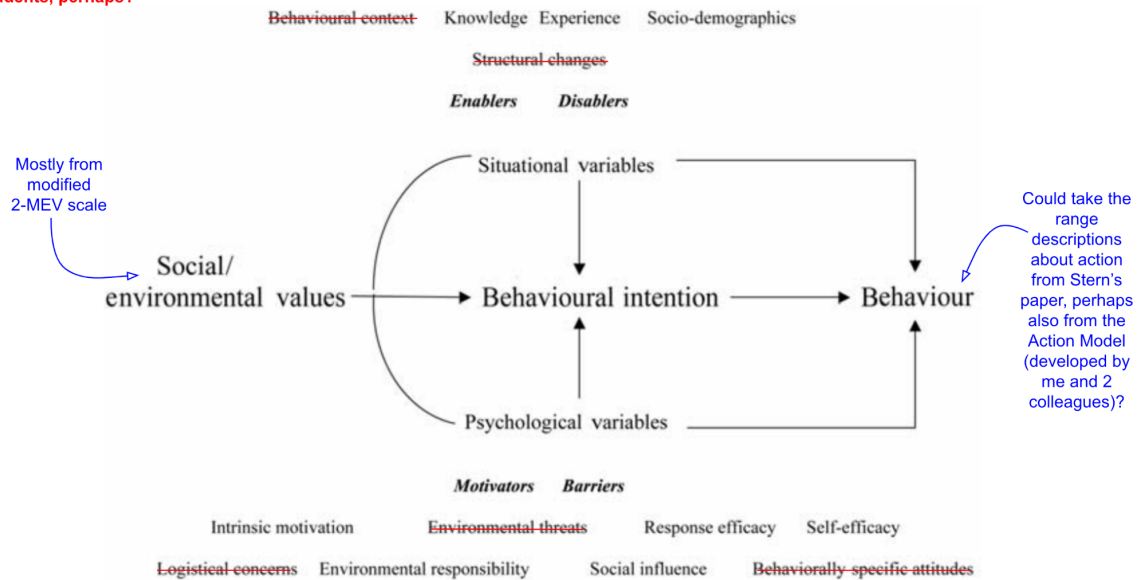 udents, perhaps?
Behavioural context Knowledge Experience Socio-demographics
Structural changes
Enablers Disablers
Situational variables
Mostly from
modified
2-MEV scale
Social/
environmental values
Behavioural intention
Behaviour
Could take the
range
descriptions
about action
from Stern's
paper, perhaps
also from the
Action Model
(developed by
me and 2
colleagues)?
Psychological variables
Motivators Barriers
Intrinsic motivation Environmental threats Response efficacy Self-efficacy
Logistical concerns Environmental responsibility Social influence Behaviorally specific attitudes